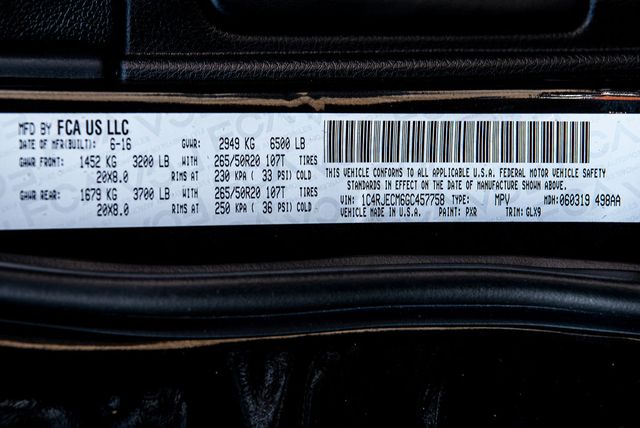 MFD BY FCA US LLC
DATE OF MFR(BUILT): 6-16 GVWR: 2949 KG 6500 LB
GAWR FRONT: 1452 KG 3200 LB WITH 265/50R20 107T TIRES
20X8.0 RIMS AT 230 KPA ( 33 PSI) COLD
GAWR REAR: 1679 KG 3700 LB WITH 265/50R20 107T TIRES
20X8.0 RIMS AT 250 KPA ( 36 PSI) COLD
THIS VEHICLE CONFORMS TO ALL APPLICABLE U.S.A. FEDERAL MOTOR VEHICLE SAFETY
STANDARDS IN EFFECT ON THE DATE OF MANUFACTURE SHOWN ABOVE.
VIN: 1C4RJECM6GC457758 TYPE: MPV MDH: 060319 498AA
VEHICLE MADE IN U.S.A. PAINT: PXR TRIM: GLX9